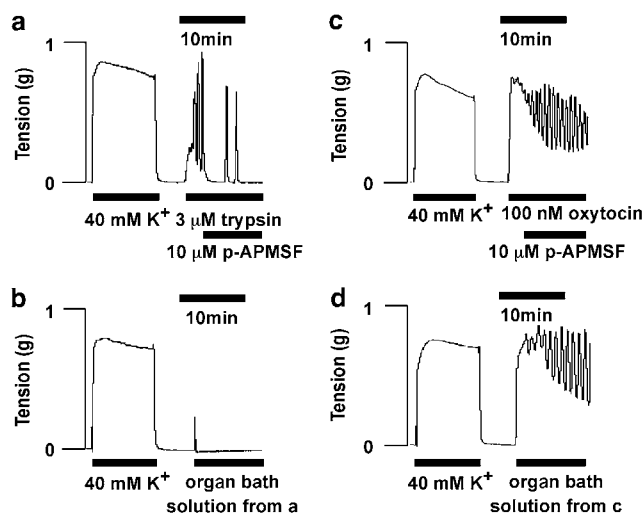 a
10min
1
Tension (g)
0
40 mM K+ 3 μM trypsin
10 μM p-APMSF
b
10min
1
Tension (g)
0
40 mM K+ organ bath
solution from a
c
10min
1
Tension (g)
0
40 mM K+ 100 nM oxytocin
10 μM p-APMSF
d
10min
1
Tension (g)
0
40 mM K+ organ bath
solution from c